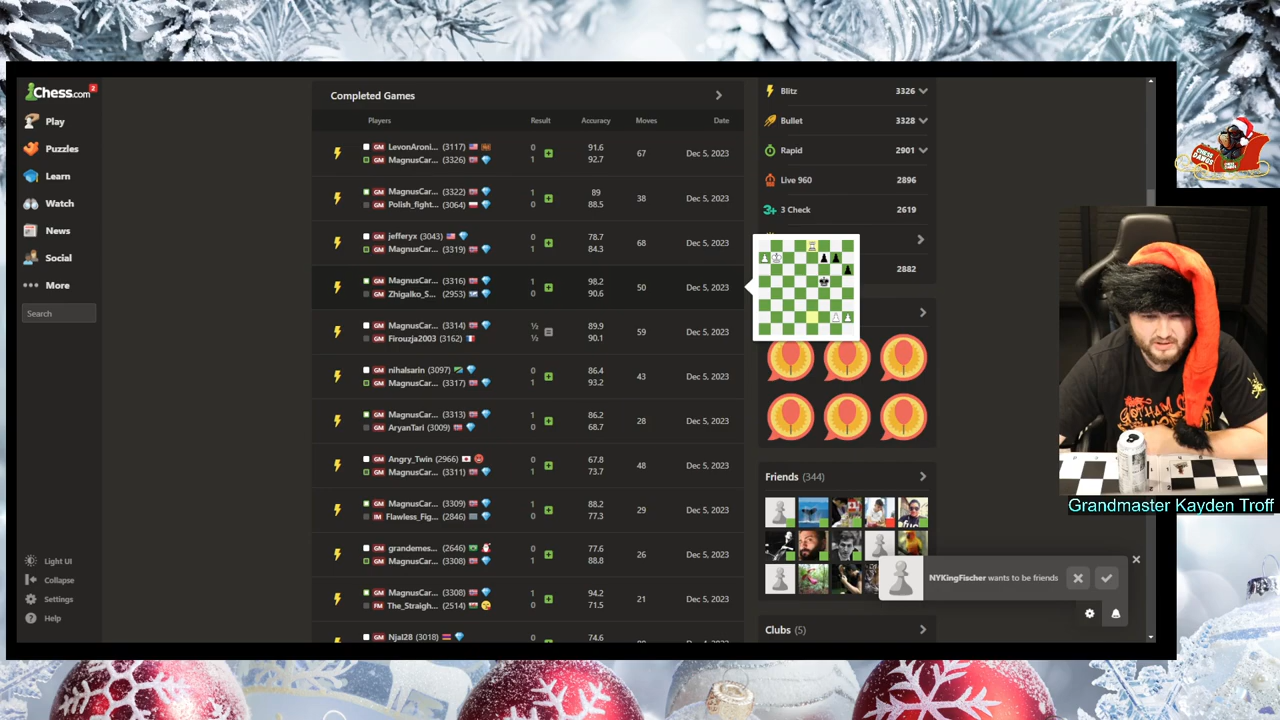 Chess.com
2
Play
Puzzles
Learn
Watch
News
Social
More
Search
Light UI
Collapse
Settings
Help
Completed Games
Players Result Accuracy Moves Date
GM LevonAroni... (3117) 0 91.6 67 Dec 5, 2023
GM MagnusCar... (3326) 1 92.7
GM MagnusCar... (3322) 1 89 38 Dec 5, 2023
GM Polish_fight... (3064) 0 88.5
GM jefferyx (3043) 0 78.7 68 Dec 5, 2023
GM MagnusCar... (3319) 1 84.3
GM MagnusCar... (3316) 1 98.2 50 Dec 5, 2023
GM Zhigalko_S... (2953) 0 90.6
GM MagnusCar... (3314) ½ 89.9 59 Dec 5, 2023
GM Firouzja2003 (3162) ½ 90.1
GM nihalsarin (3097) 0 86.4 43 Dec 5, 2023
GM MagnusCar... (3317) 1 93.2
GM MagnusCar... (3313) 1 86.2 28 Dec 5, 2023
GM AryanTari (3009) 0 68.7
GM Angry_Twin (2966) 0 67.8 48 Dec 5, 2023
GM MagnusCar... (3311) 1 73.7
GM MagnusCar... (3309) 1 88.2 29 Dec 5, 2023
IM Flawless_Fig... (2846) 0 77.3
GM grandemes... (2646) 0 77.6 26 Dec 5, 2023
GM MagnusCar... (3308) 1 88.8
GM MagnusCar... (3308) 1 94.2 21 Dec 5, 2023
FM The_Straigh... (2514) 0 71.5
GM Njal28 (3018) 0 74.6
Blitz 3326
Bullet 3328
Rapid 2901
Live 960 2896
3+ 3 Check 2619
2882
Friends (344)
NYKingFischer wants to be friends
Clubs (5)
CHESS DAWGS
GOTHAM
Grandmaster Kayden Troff